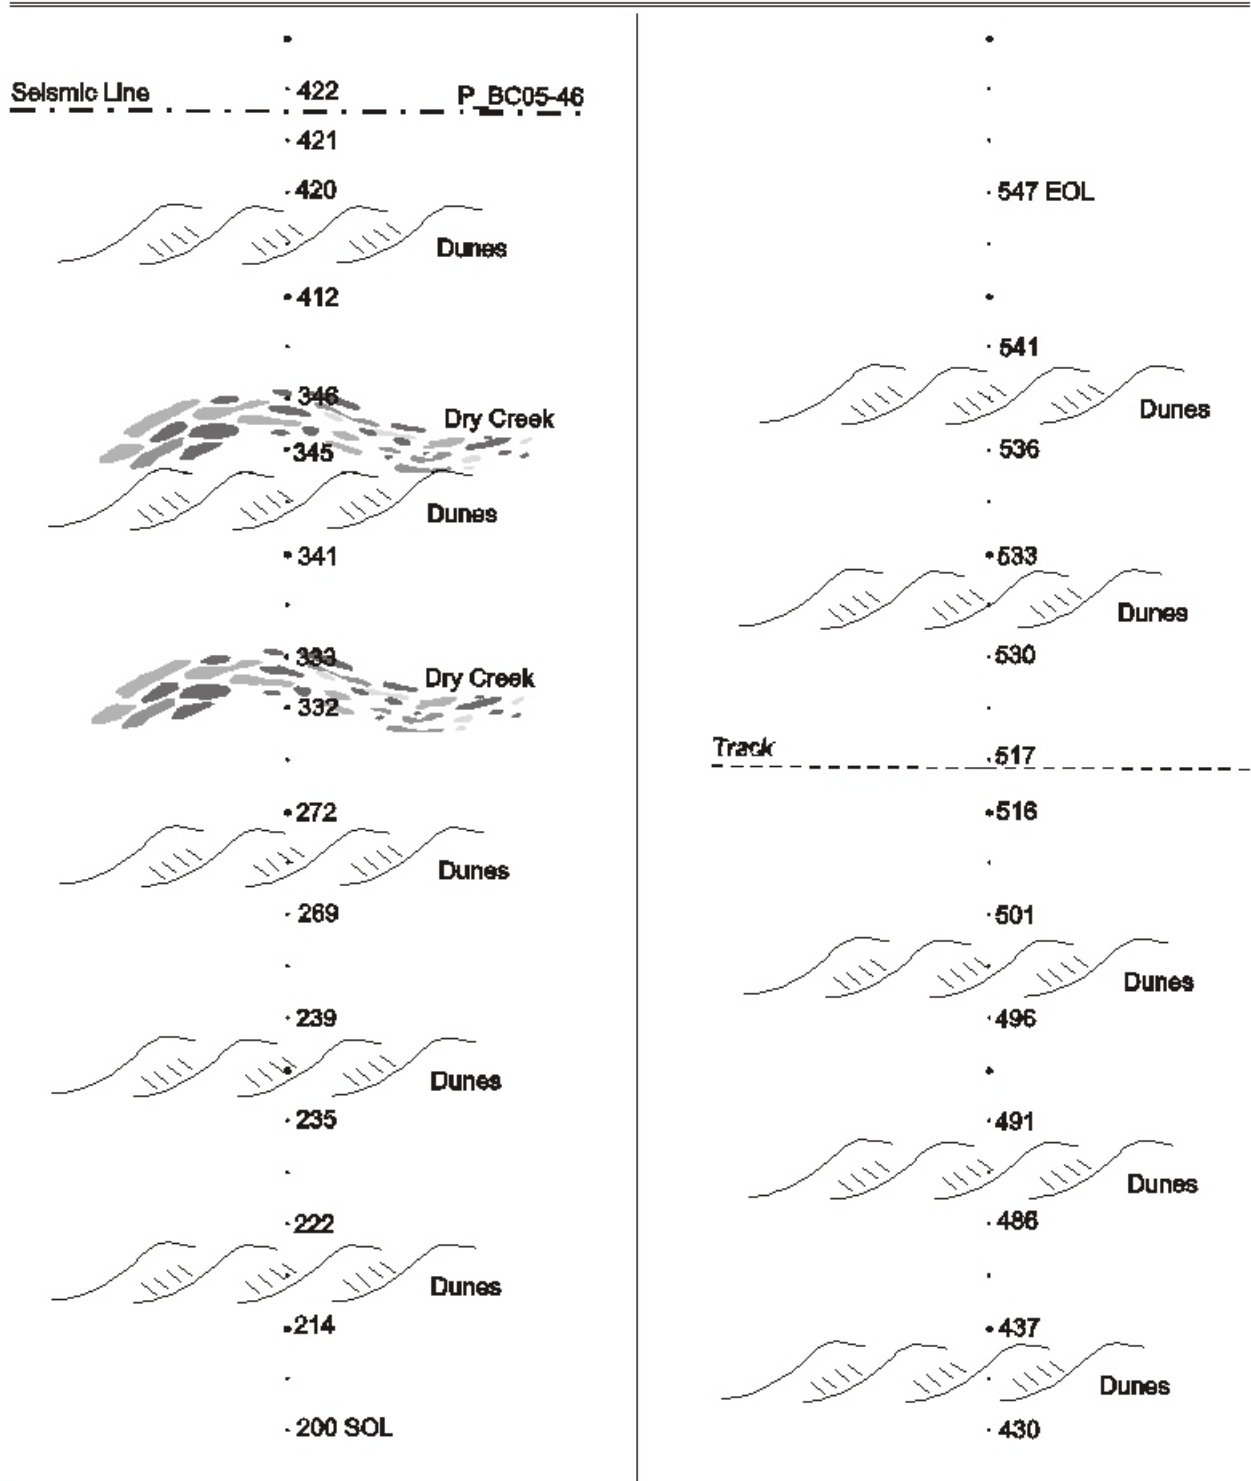 422
Seismic Line
P_BC05-46
421
420
Dunes
412
346
Dry Creek
345
Dunes
341
333
Dry Creek
332
272
Dunes
269
239
Dunes
235
222
Dunes
214
200 SOL
547 EOL
541
Dunes
536
533
Dunes
530
Track
517
516
501
Dunes
496
491
Dunes
486
437
Dunes
430